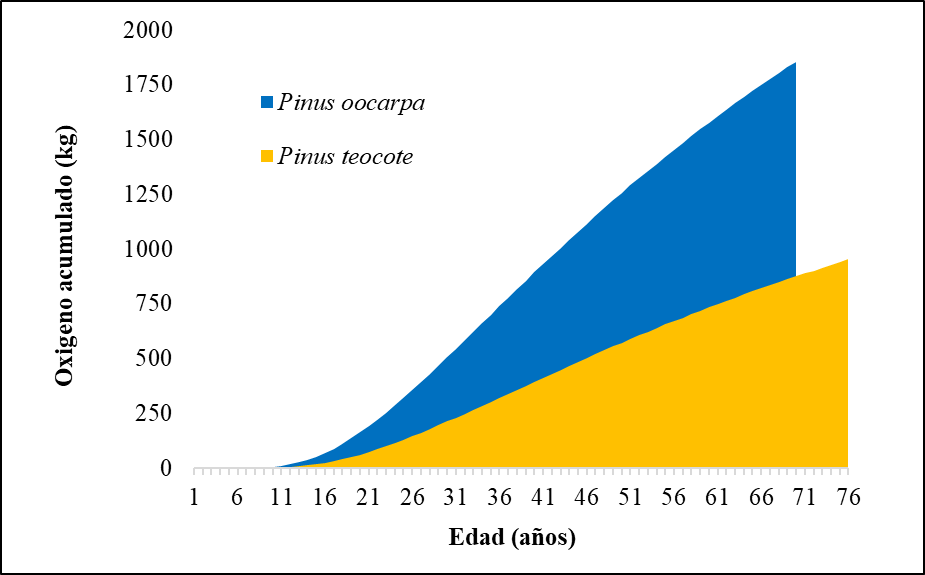 2000
1750
1500
1250
1000
750
500
250
0
Oxigeno acumulado (kg)
Pinus oocarpa
Pinus teocote
1 6 11 16 21 26 31 36 41 46 51 56 61 66 71 76
Edad (años)